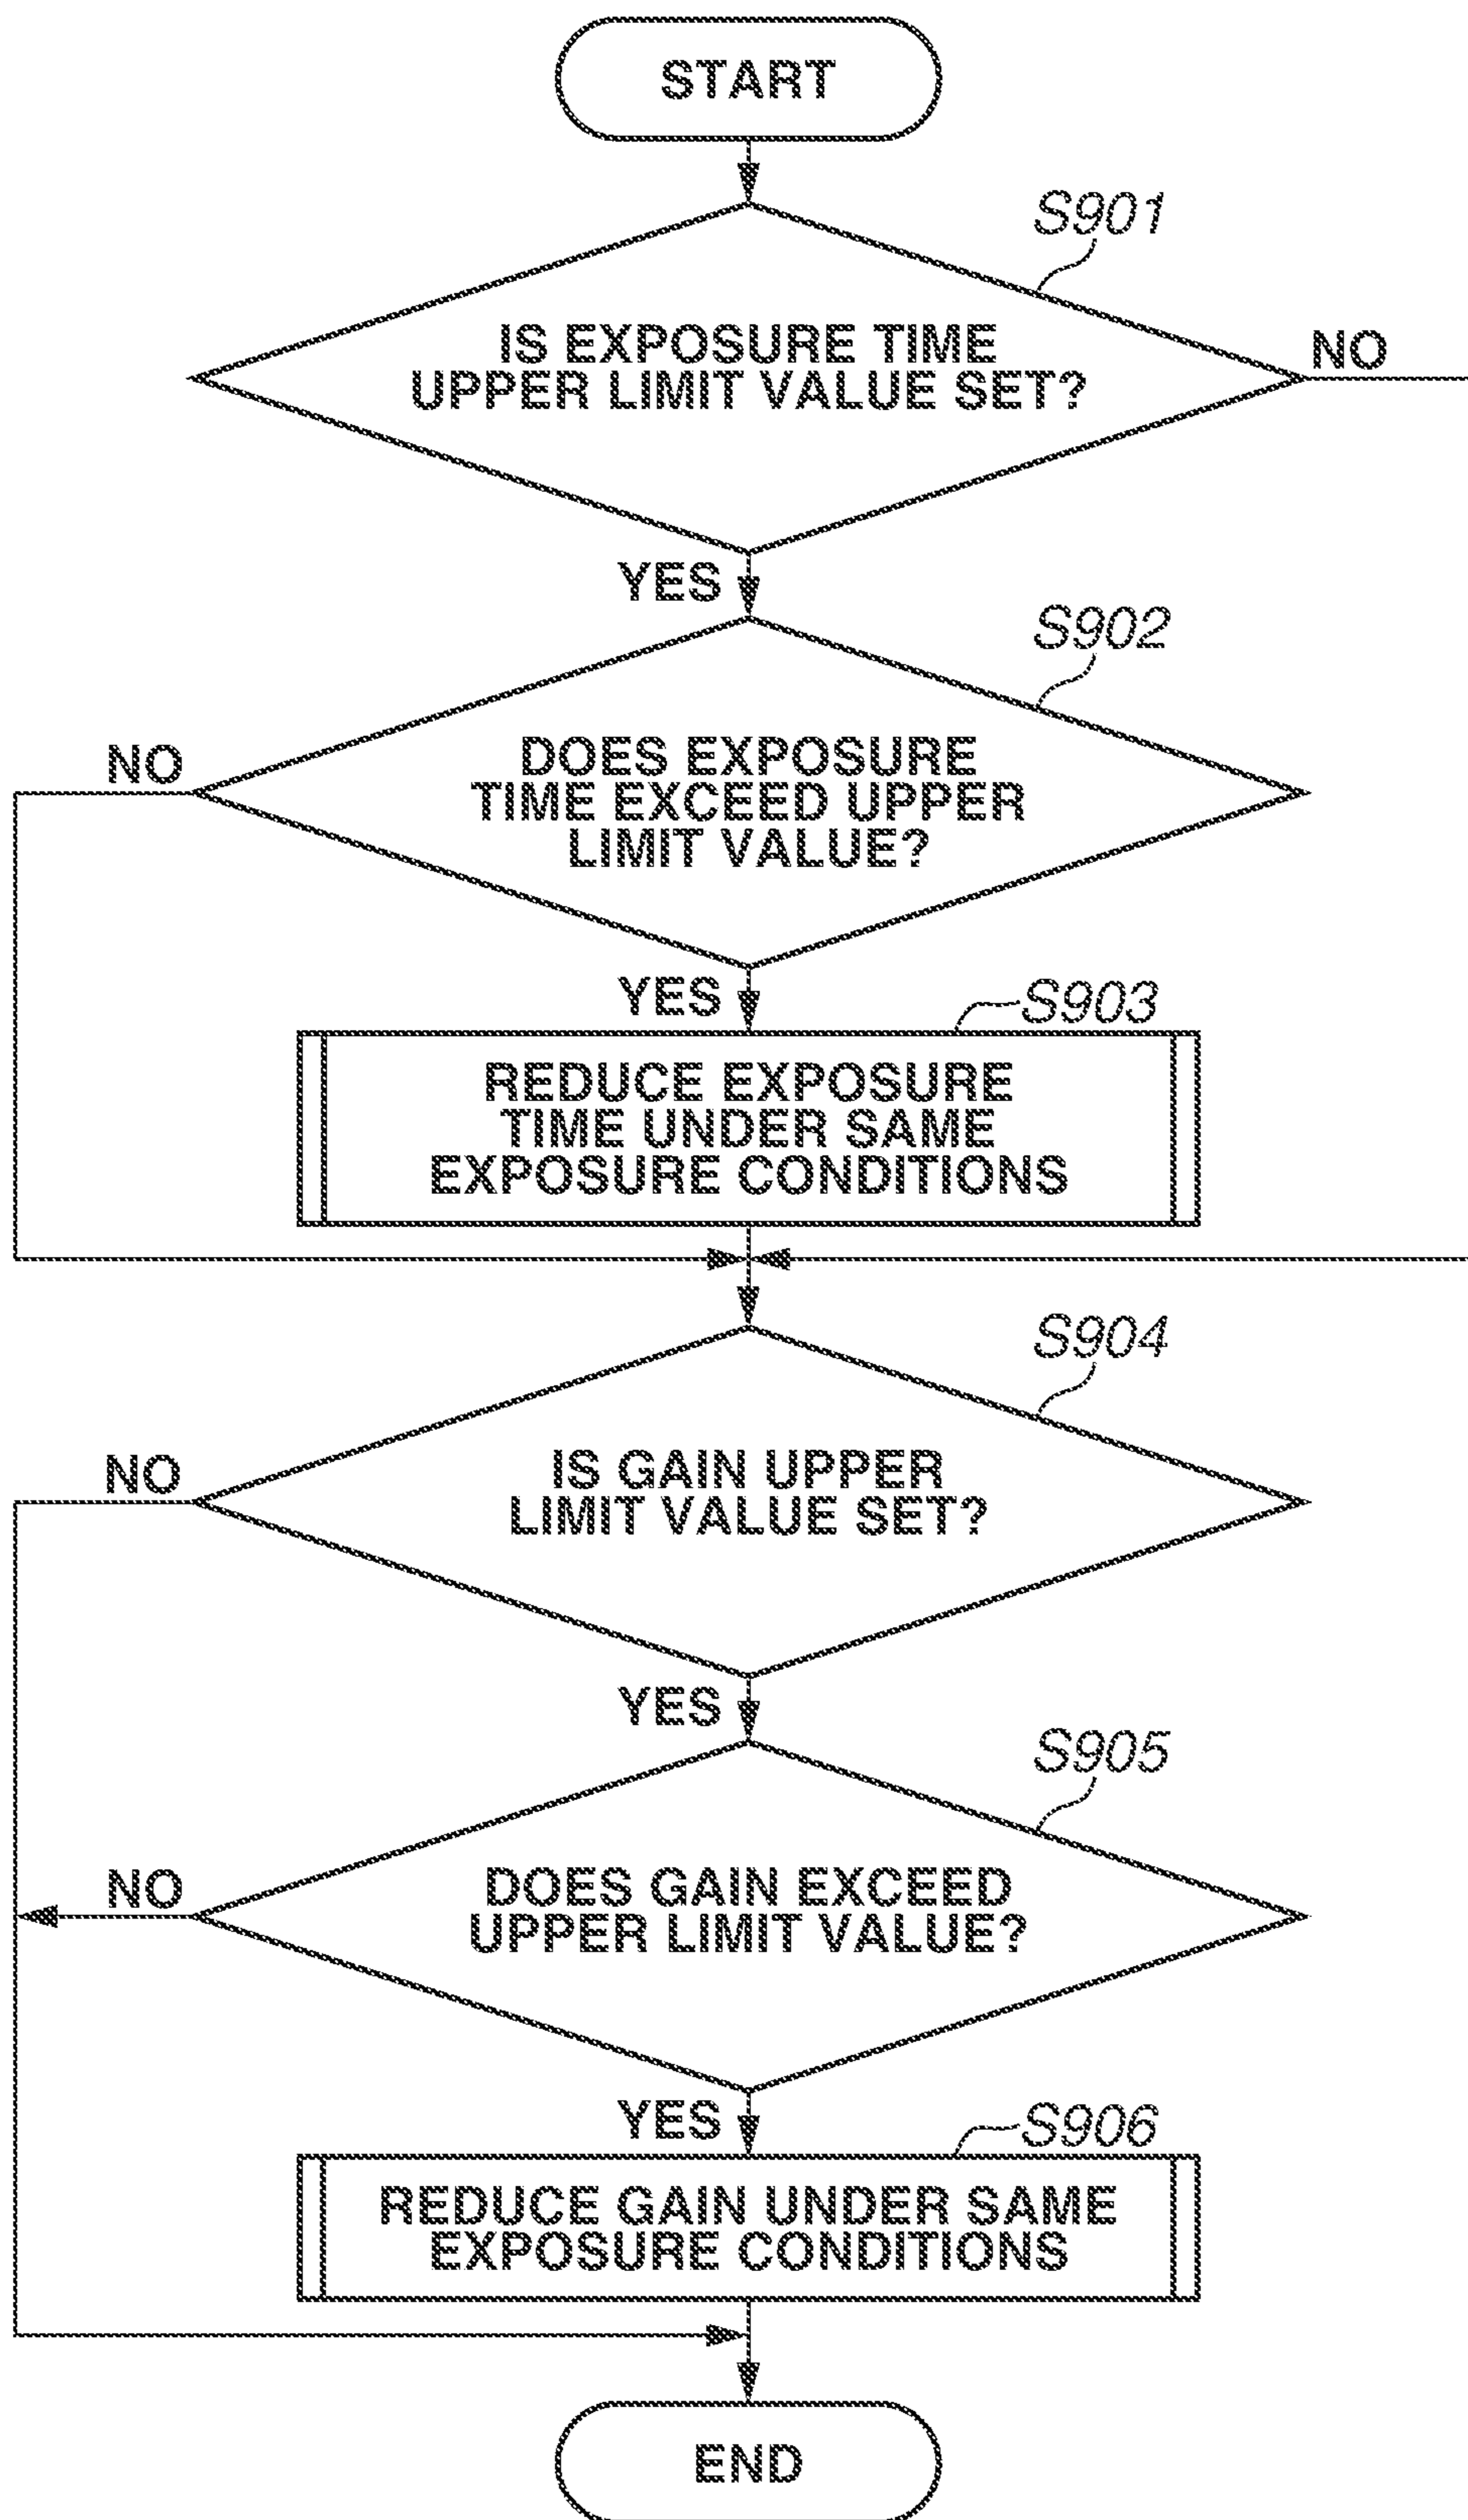 START
S901
IS EXPOSURE TIME
UPPER LIMIT VALUE SET?
NO
YES
S902
DOES EXPOSURE
TIME EXCEED UPPER
LIMIT VALUE?
NO
YES
S903
REDUCE EXPOSURE
TIME UNDER SAME
EXPOSURE CONDITIONS
S904
IS GAIN UPPER
LIMIT VALUE SET?
NO
YES
S905
DOES GAIN EXCEED
UPPER LIMIT VALUE?
NO
YES
S906
REDUCE GAIN UNDER SAME
EXPOSURE CONDITIONS
END